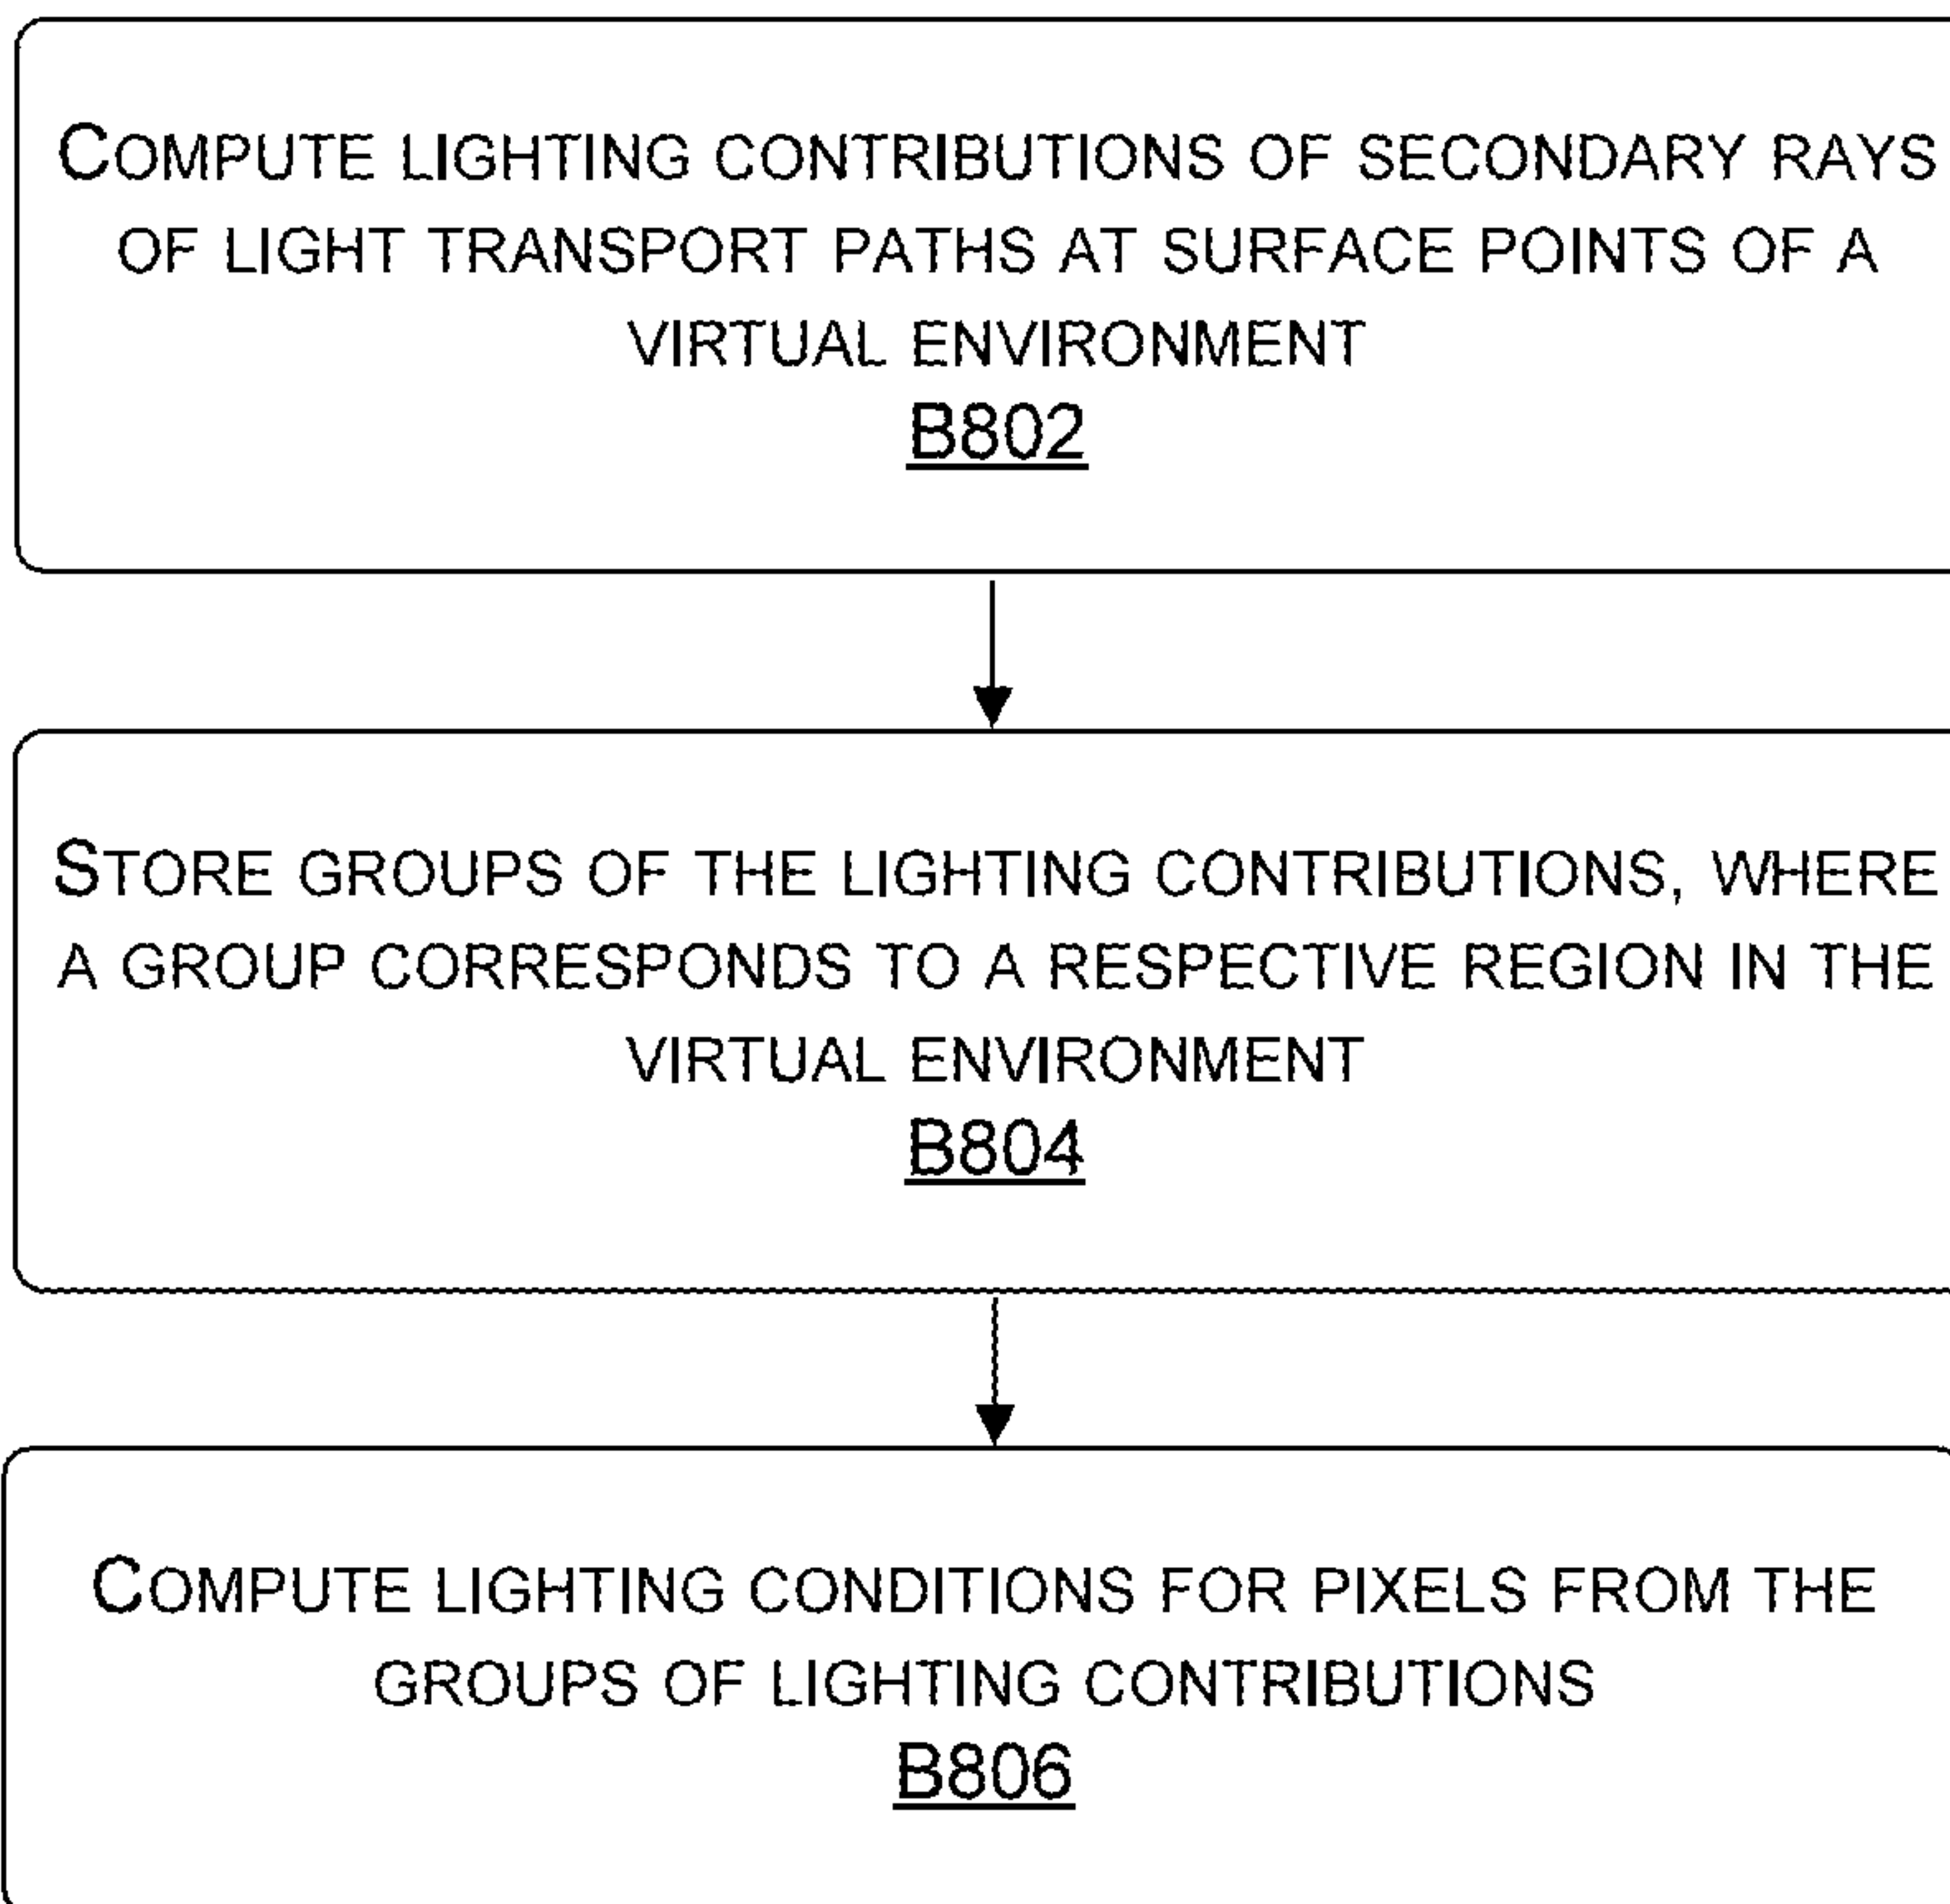 COMPUTE LIGHTING CONTRIBUTIONS OF SECONDARY RAYS
OF LIGHT TRANSPORT PATHS AT SURFACE POINTS OF A
VIRTUAL ENVIRONMENT
B802
STORE GROUPS OF THE LIGHTING CONTRIBUTIONS, WHERE
A GROUP CORRESPONDS TO A RESPECTIVE REGION IN THE
VIRTUAL ENVIRONMENT
B804
COMPUTE LIGHTING CONDITIONS FOR PIXELS FROM THE
GROUPS OF LIGHTING CONTRIBUTIONS
B806